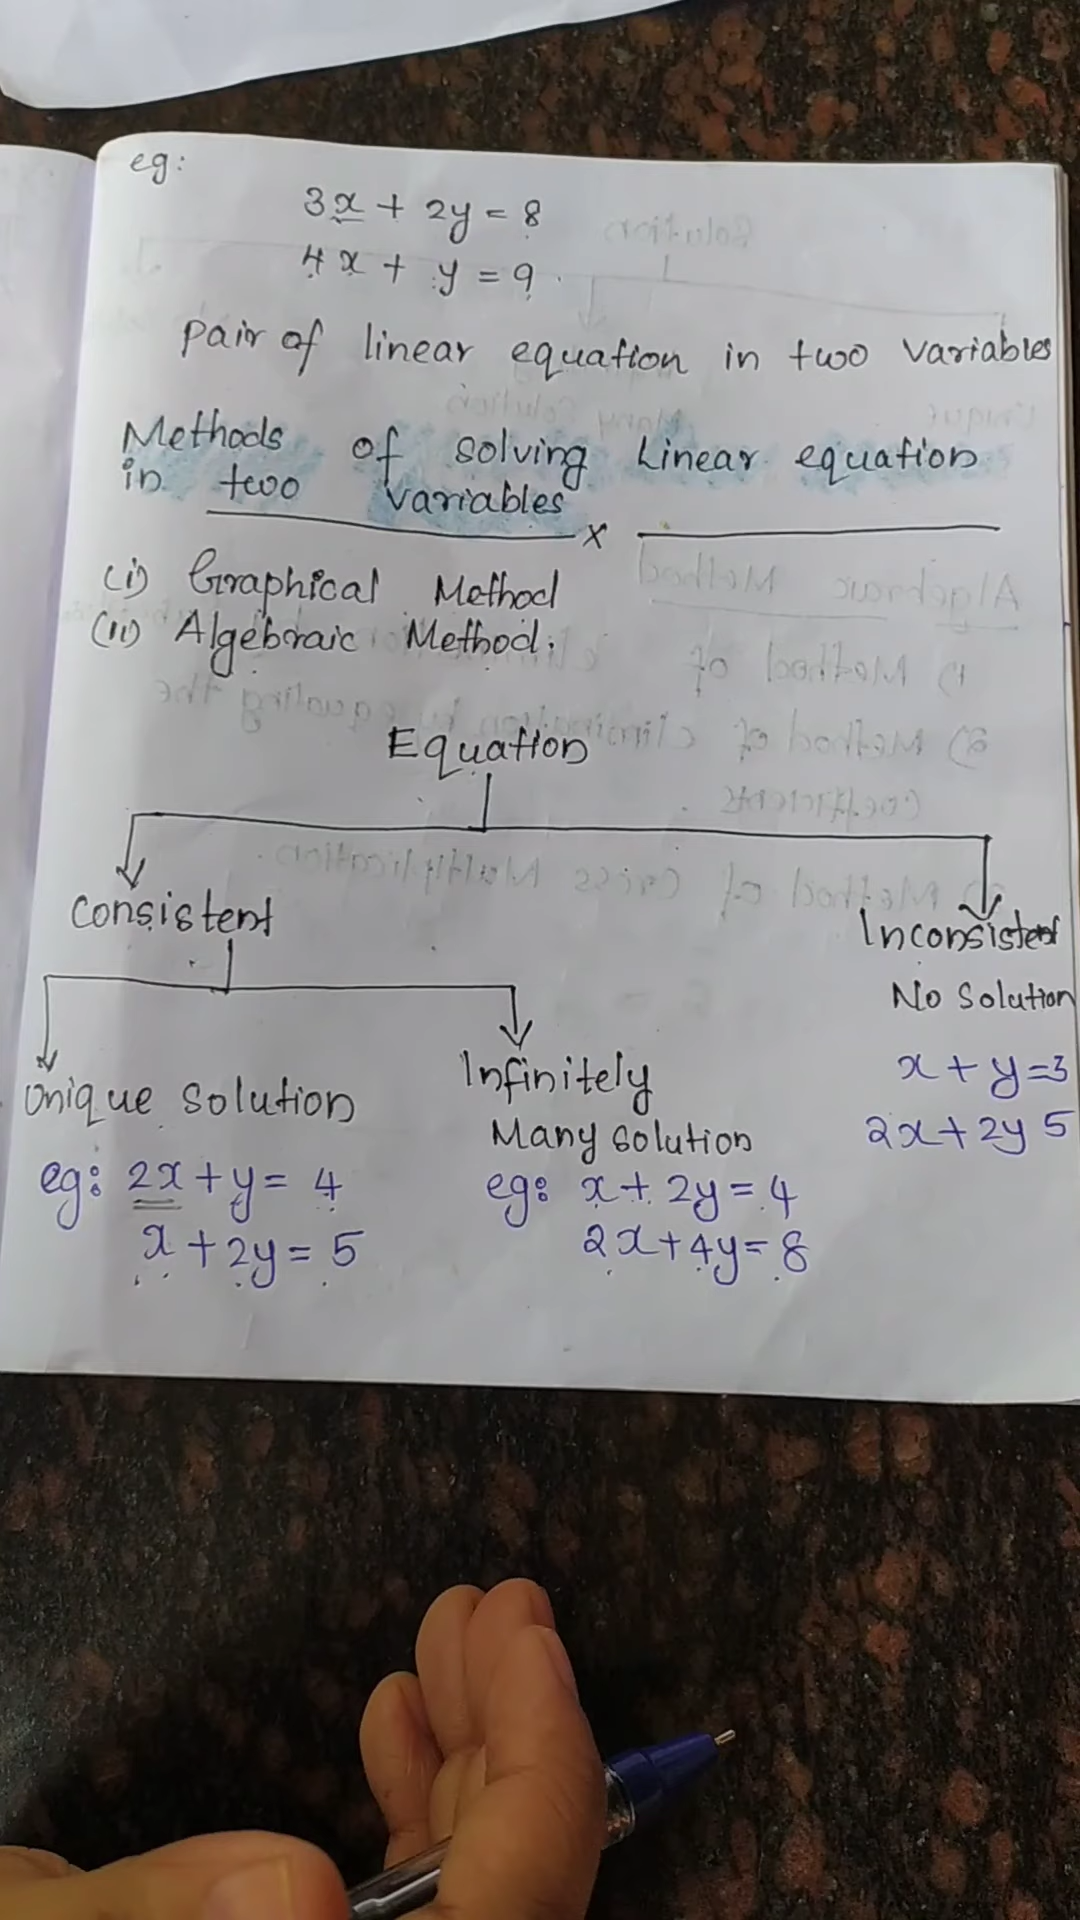 eg:
3x + 2y = 8
4x + y = 9
pair of linear equation in two variables
Methods of solving Linear equation
in two variables
x
(i) Graphical Method
(ii) Algebraic Method.
Equation
Consistent
Inconsistent
No Solution
x + y = 3
2x + 2y 5
Unique Solution
eg: 2x + y = 4
x + 2y = 5
Infinitely
Many Solution
eg: x + 2y = 4
2x + 4y = 8